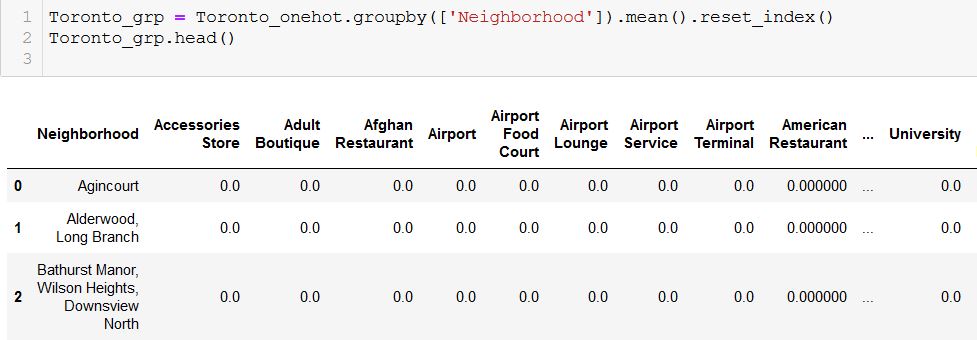 1 Toronto_grp = Toronto_onehot.groupby(['Neighborhood']).mean().reset_index()
2 Toronto_grp.head()
3
Neighborhood Accessories Store Adult Boutique Afghan Restaurant Airport Airport Food Court Airport Lounge Airport Service Airport Terminal American Restaurant ... University
0 Agincourt 0.0 0.0 0.0 0.0 0.0 0.0 0.0 0.0 0.000000 ... 0.0
1 Alderwood, Long Branch 0.0 0.0 0.0 0.0 0.0 0.0 0.0 0.0 0.000000 ... 0.0
2 Bathurst Manor, Wilson Heights, Downsview North 0.0 0.0 0.0 0.0 0.0 0.0 0.0 0.0 0.000000 ... 0.0